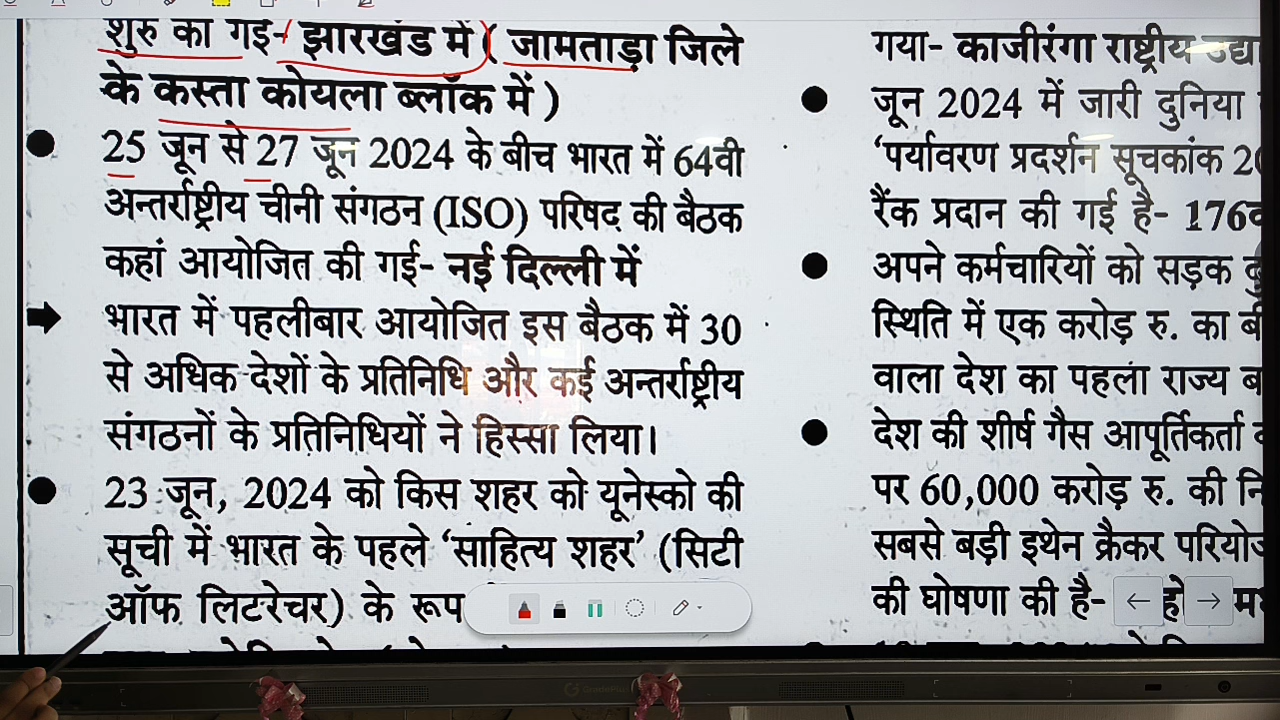 शुरु का गई- झारखंड में ( जामताड़ा जिले
के कस्ता कोयला ब्लॉक में )
25 जून से 27 जून 2024 के बीच भारत में 64वी
अन्तर्राष्ट्रीय चीनी संगठन (ISO) परिषद की बैठक
कहां आयोजित की गई- नई दिल्ली में
भारत में पहलीबार आयोजित इस बैठक में 30
से अधिक देशों के प्रतिनिधि और कई अन्तर्राष्ट्रीय
संगठनों के प्रतिनिधियों ने हिस्सा लिया।
23 जून, 2024 को किस शहर को यूनेस्को की
सूची में भारत के पहले ‘साहित्य शहर’ (सिटी
ऑफ लिटरेचर) के रूप
गया- काजीरंगा राष्ट्रीय
जून 2024 में जारी दुनिया
‘पर्यावरण प्रदर्शन सूचकांक
रैंक प्रदान की गई है- 176
अपने कर्मचारियों को सड़क
स्थिति में एक करोड़ रु. का
वाला देश का पहला राज्य
देश की शीर्ष गैस आपूर्तिकर्ता
पर 60,000 करोड़ रु. की
सबसे बड़ी इथेन क्रैकर
की घोषणा की है-